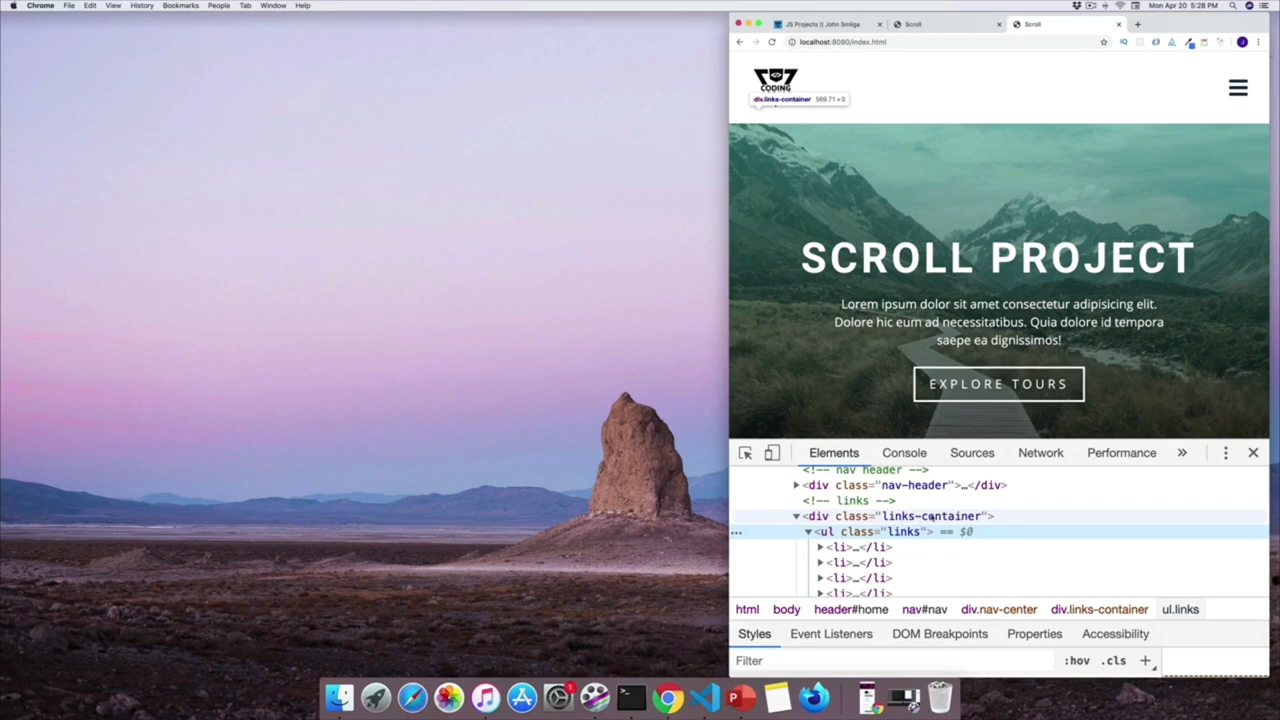 Chrome File Edit View History Bookmarks People Tab Window Help
Mon Apr 20 5:28 PM
JS Projects || John Smilga
Scroll
Scroll
localhost:8080/index.html
CODING
div.links-container 569.71 × 0
SCROLL PROJECT
Lorem ipsum dolor sit amet consectetur adipisicing elit.
Dolore hic eum ad necessitatibus. Quia dolore id tempora
saepe ea dignissimos!
EXPLORE TOURS
Elements Console Sources Network Performance »
<!-- nav header -->
<div class="nav-header">…</div>
<!-- links -->
<div class="links-container">
<ul class="links"> == $0
<li>…</li>
<li>…</li>
<li>…</li>
<li>…</li>
html body header#home nav#nav div.nav-center div.links-container ul.links
Styles Event Listeners DOM Breakpoints Properties Accessibility
Filter :hov .cls +